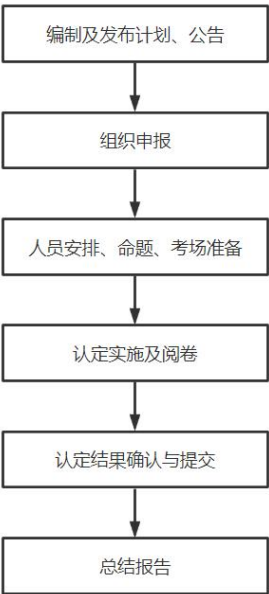 编制及发布计划、公告
组织申报
人员安排、命题、考场准备
认定实施及阅卷
认定结果确认与提交
总结报告